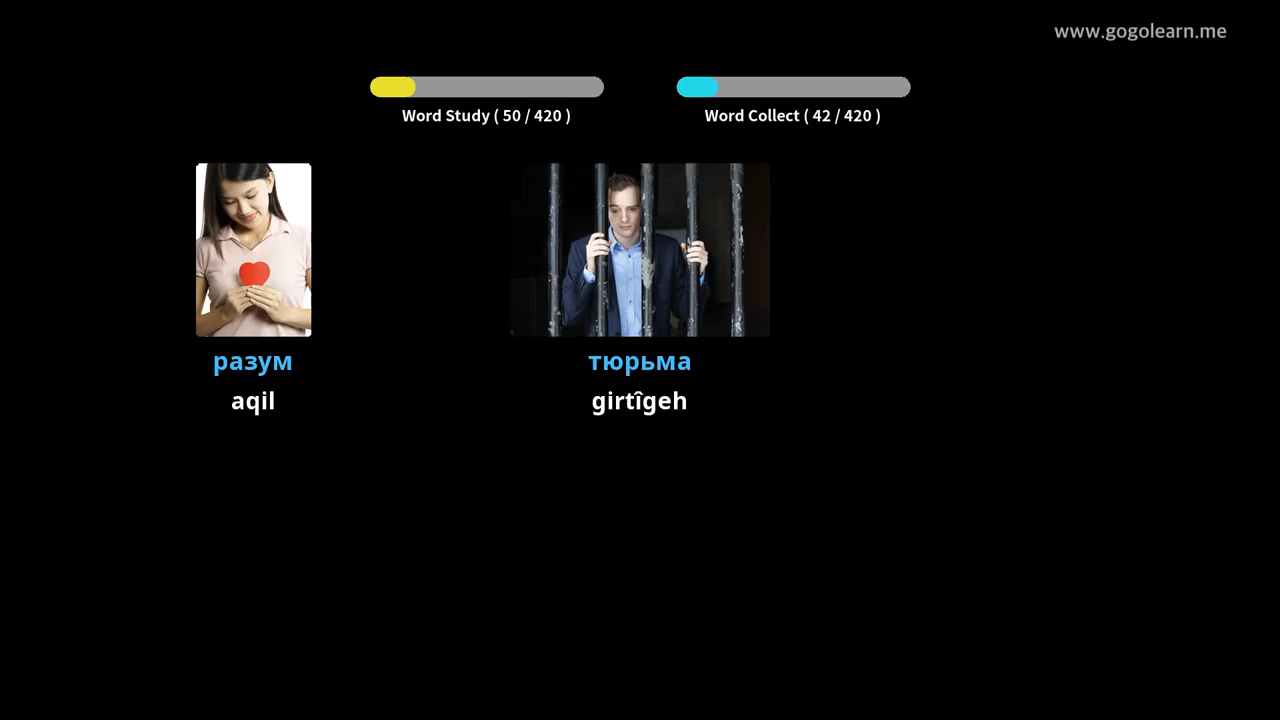 www.gogolearn.me
Word Study ( 50 / 420 )
Word Collect ( 42 / 420 )
разум
aqil
тюрьма
girtîgeh